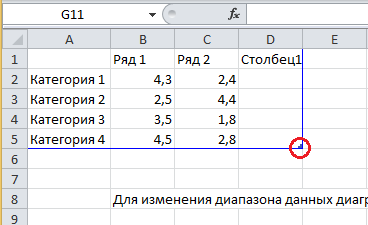 G11 fx
A B C D E
1 Ряд 1 Ряд 2 Столбец1
2 Категория 1 4,3 2,4
3 Категория 2 2,5 4,4
4 Категория 3 3,5 1,8
5 Категория 4 4,5 2,8
6
7
8 Для изменения диапазона данных диагр
9